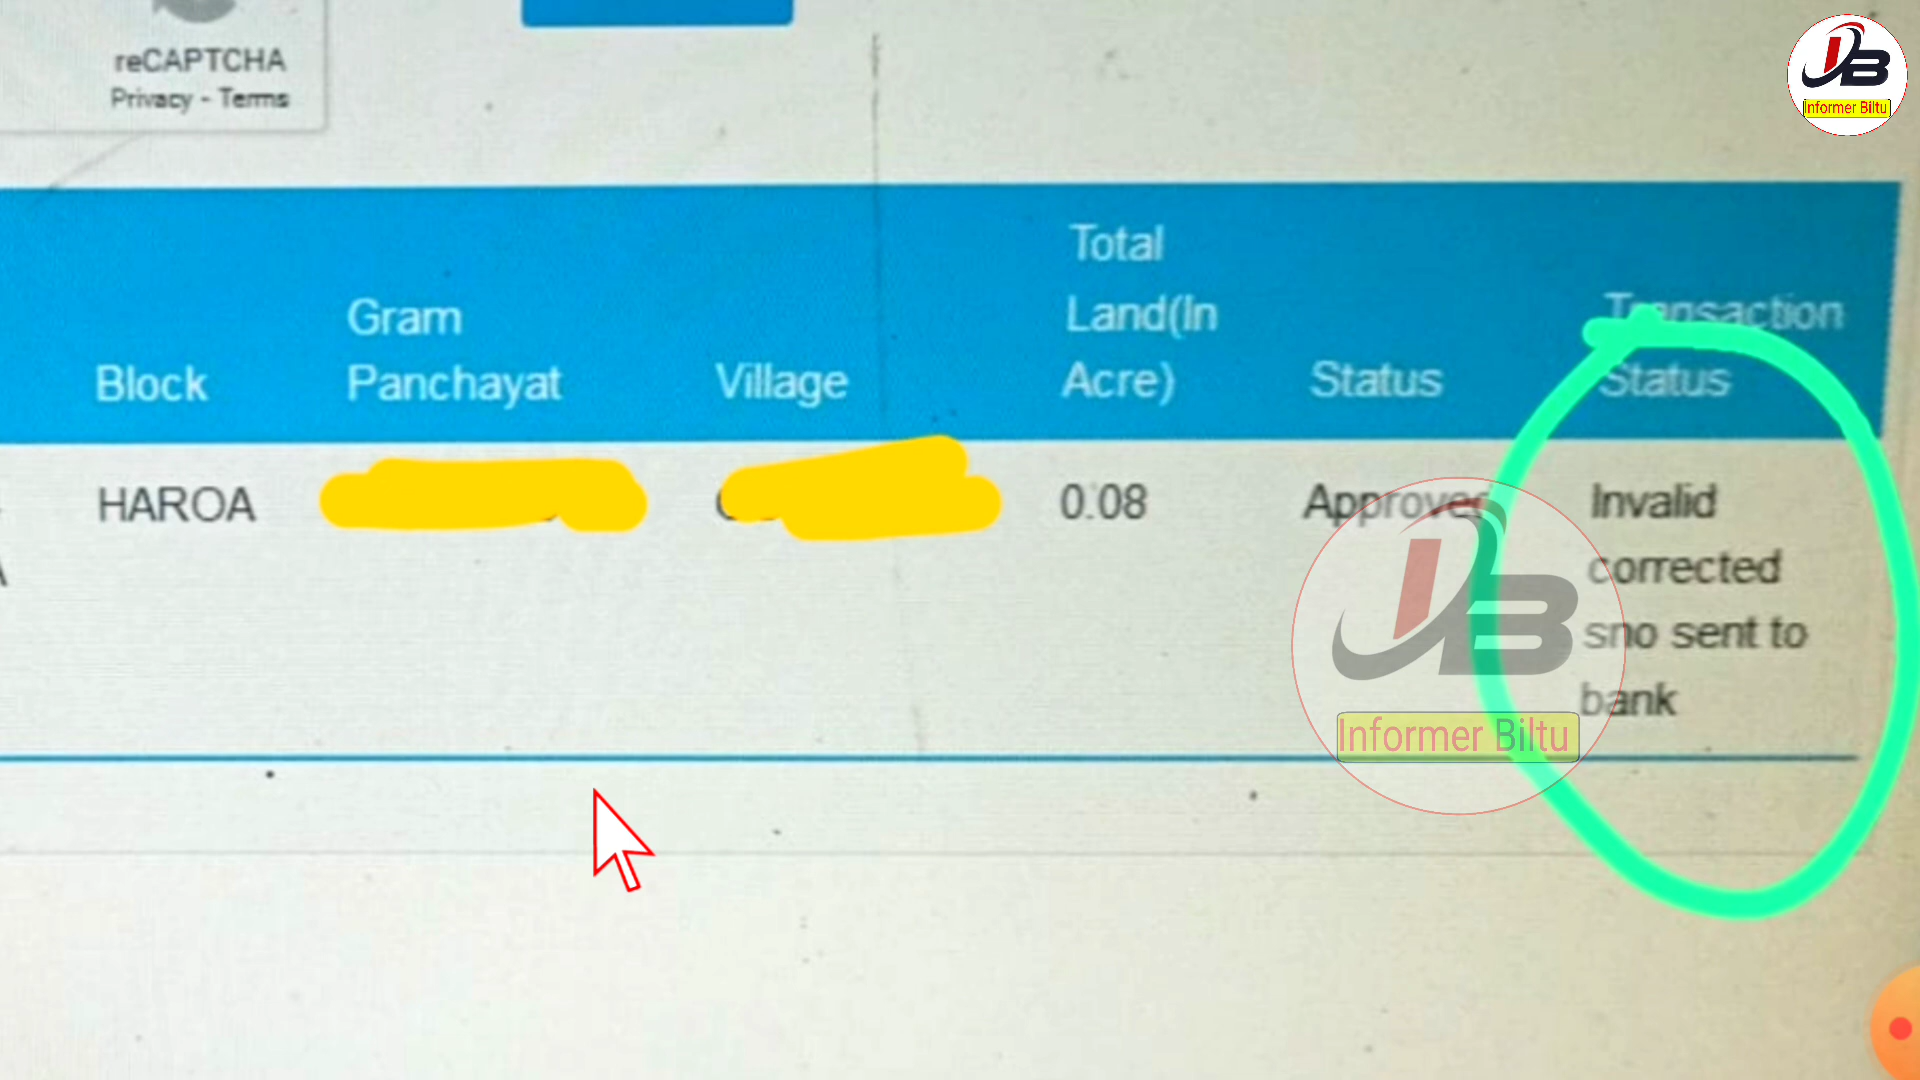 reCAPTCHA
Privacy - Terms
Informer Biltu
Total
Gram Land(In Transaction
Block Panchayat Village Acre) Status Status
HAROA 0.08 Approved Invalid
corrected
sno sent to
bank
Informer Biltu